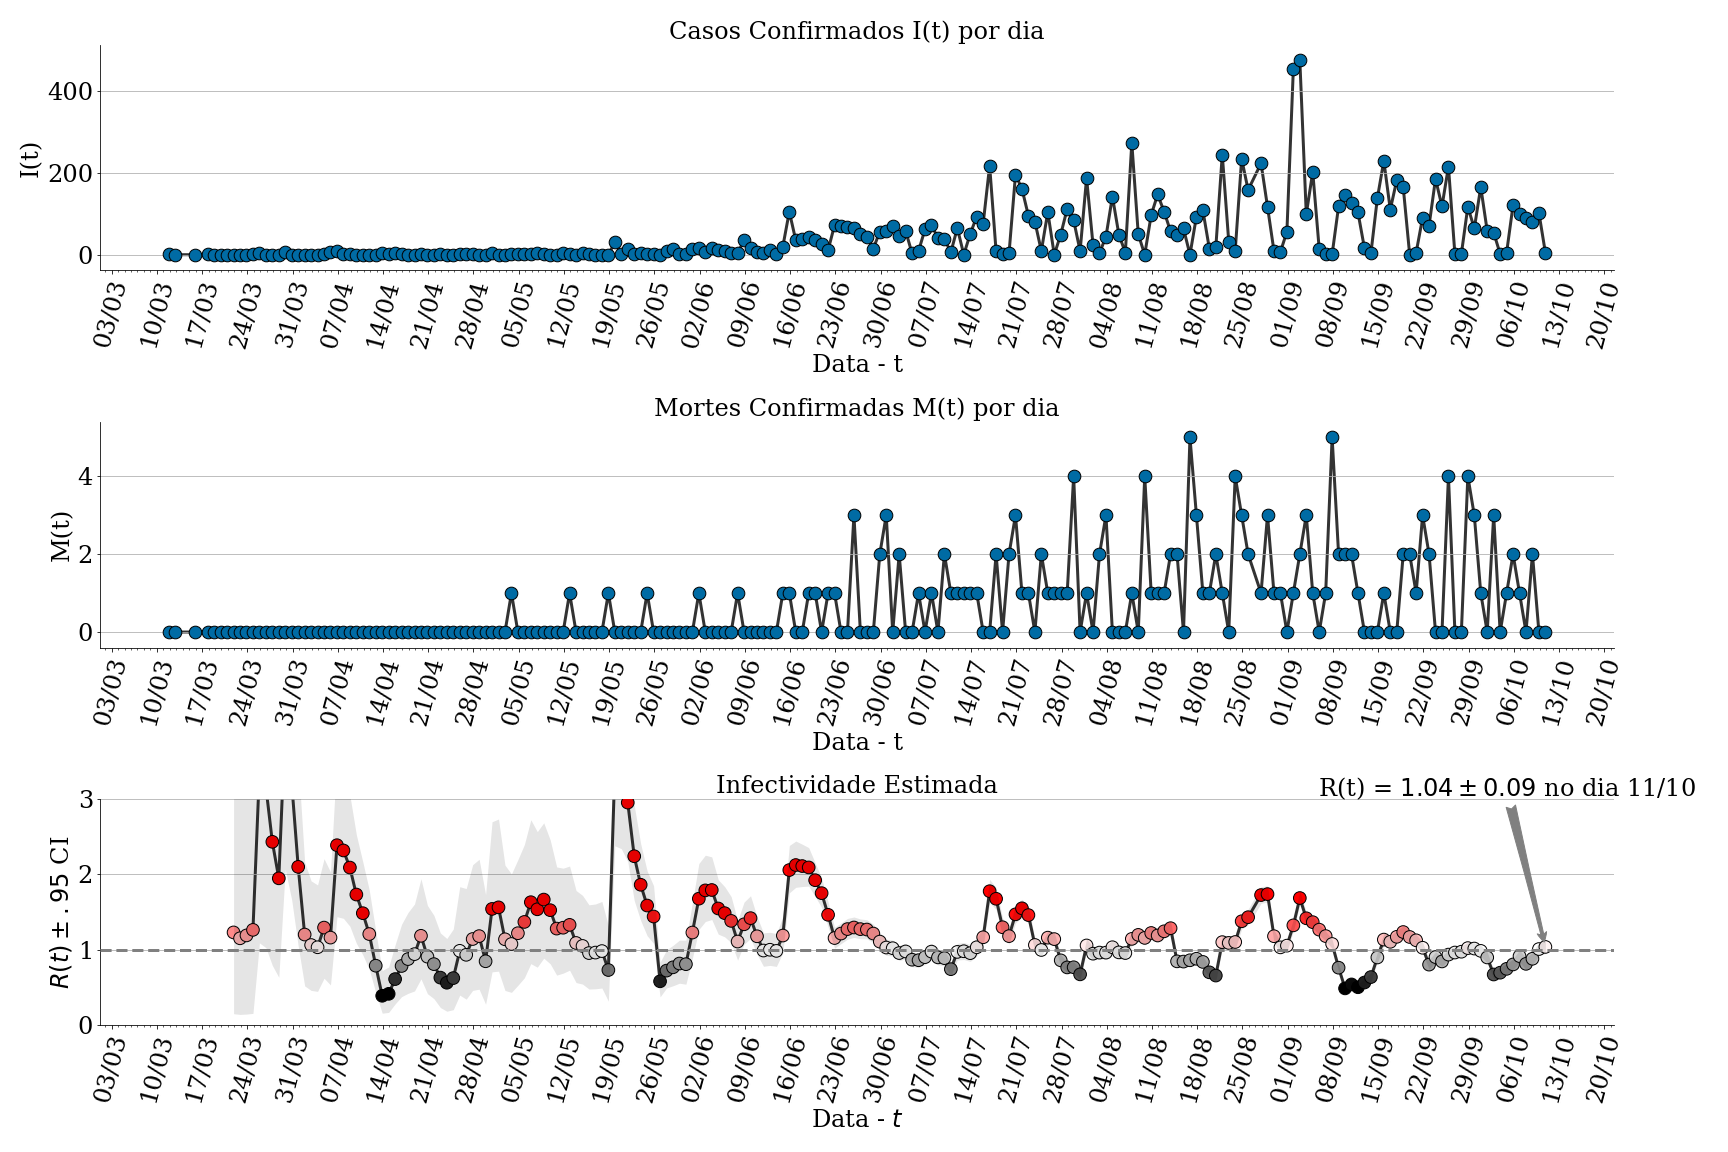 Casos Confirmados I(t) por dia
I(t)
400
200
0
03/03 10/03 17/03 24/03 31/03 07/04 14/04 21/04 28/04 05/05 12/05 19/05 26/05 02/06 09/06 16/06 23/06 30/06 07/07 14/07 21/07 28/07 04/08 11/08 18/08 25/08 01/09 08/09 15/09 22/09 29/09 06/10 13/10 20/10
Data - t
Mortes Confirmadas M(t) por dia
M(t)
4
2
0
03/03 10/03 17/03 24/03 31/03 07/04 14/04 21/04 28/04 05/05 12/05 19/05 26/05 02/06 09/06 16/06 23/06 30/06 07/07 14/07 21/07 28/07 04/08 11/08 18/08 25/08 01/09 08/09 15/09 22/09 29/09 06/10 13/10 20/10
Data - t
Infectividade Estimada
R(t) = 1.04 ± 0.09 no dia 11/10
R(t) ± .95 CI
3
2
1
0
03/03 10/03 17/03 24/03 31/03 07/04 14/04 21/04 28/04 05/05 12/05 19/05 26/05 02/06 09/06 16/06 23/06 30/06 07/07 14/07 21/07 28/07 04/08 11/08 18/08 25/08 01/09 08/09 15/09 22/09 29/09 06/10 13/10 20/10
Data - t